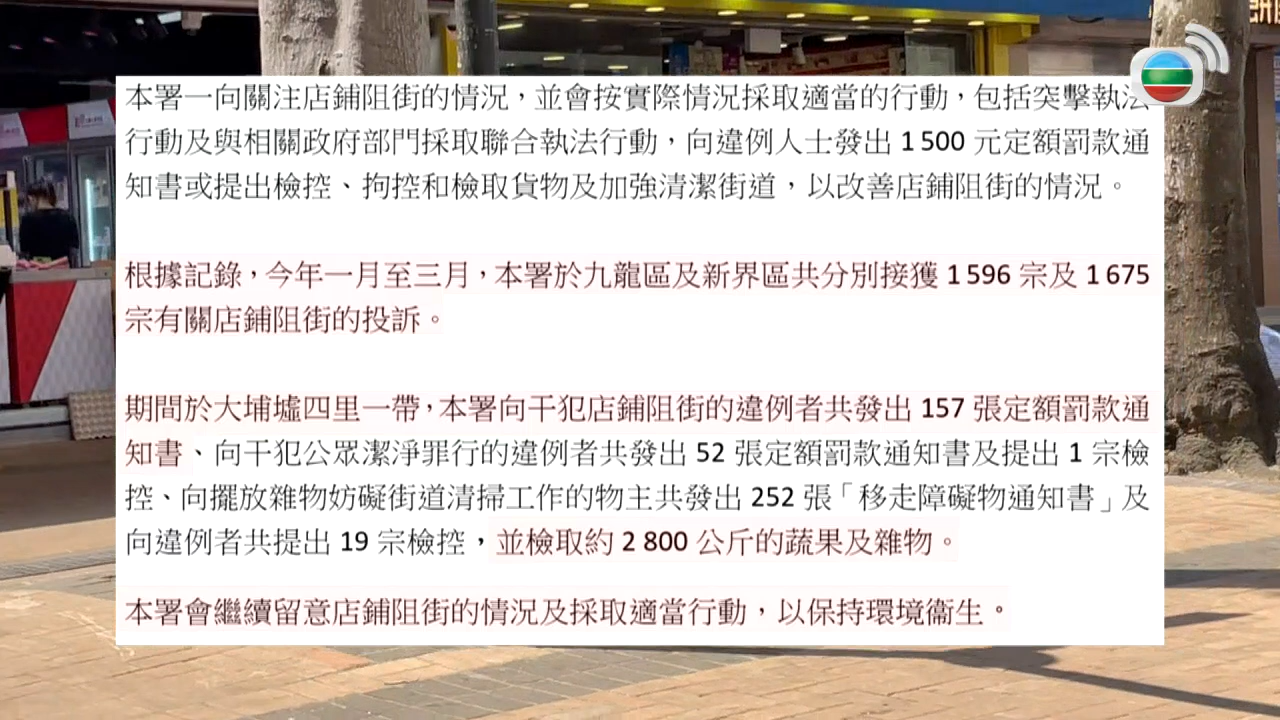 本署一向關注店鋪阻街的情況，並會按實際情況採取適當的行動，包括突擊執法
行動及與相關政府部門採取聯合執法行動，向違例人士發出 1 500 元定額罰款通
知書或提出檢控、拘控和檢取貨物及加強清潔街道，以改善店鋪阻街的情況。
根據記錄，今年一月至三月，本署於九龍區及新界區共分別接獲 1 596 宗及 1 675
宗有關店鋪阻街的投訴。
期間於大埔墟四里一帶，本署向干犯店鋪阻街的違例者共發出 157 張定額罰款通
知書、向干犯公眾潔淨罪行的違例者共發出 52 張定額罰款通知書及提出 1 宗檢
控、向擺放雜物妨礙街道清掃工作的物主共發出 252 張「移走障礙物通知書」及
向違例者共提出 19 宗檢控，並檢取約 2 800 公斤的蔬果及雜物。
本署會繼續留意店鋪阻街的情況及採取適當行動，以保持環境衞生。